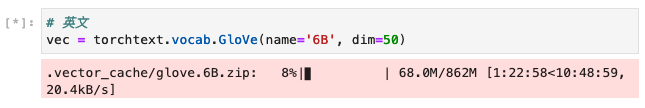 [*]: # 英文
vec = torchtext.vocab.GloVe(name='6B', dim=50)
.vector_cache/glove.6B.zip:   8%|▊         | 68.0M/862M [1:22:58<10:48:59,
20.4kB/s]